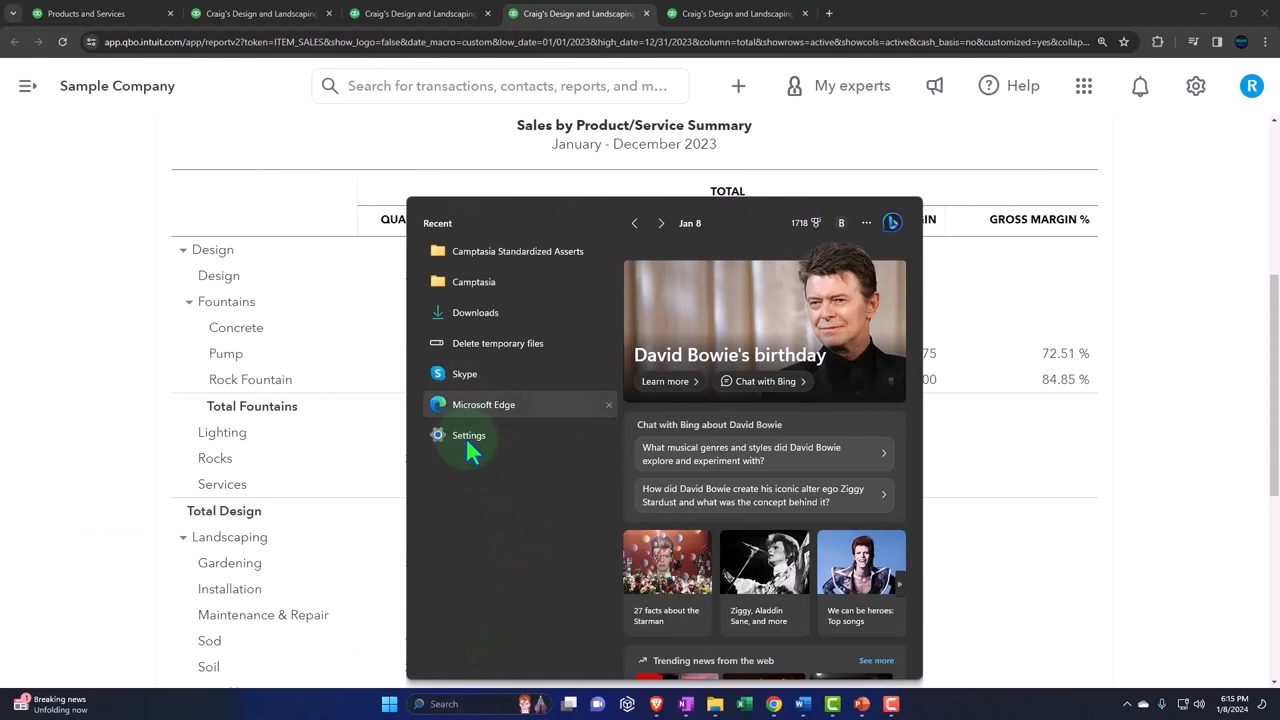 Products and Services
Craig's Design and Landscaping
Craig's Design and Landscaping
Craig's Design and Landscaping
Craig's Design and Landscaping
app.qbo.intuit.com/app/reportv2?token=ITEM_SALES&show_logo=false&date_macro=custom&low_date=01/01/2023&high_date=12/31/2023&column=total&showrows=active&showcols=active&cash_basis=no&customized=yes&collap...
Sample Company
Search for transactions, contacts, reports, and m...
My experts
Help
R
Sales by Product/Service Summary
January - December 2023
TOTAL
QUA
IN
GROSS MARGIN %
Design
Design
Fountains
Concrete
Pump
75
72.51 %
Rock Fountain
00
84.85 %
Total Fountains
Lighting
Rocks
Services
Total Design
Landscaping
Gardening
Installation
Maintenance & Repair
Sod
Soil
Recent
Camptasia Standardized Asserts
Camptasia
Downloads
Delete temporary files
Skype
Microsoft Edge
Settings
Jan 8
1718
B
David Bowie's birthday
Learn more
Chat with Bing
Chat with Bing about David Bowie
What musical genres and styles did David Bowie
explore and experiment with?
How did David Bowie create his iconic alter ego Ziggy
Stardust and what was the concept behind it?
27 facts about the
Starman
Ziggy, Aladdin
Sane, and more
We can be heroes:
Top songs
Trending news from the web
See more
Breaking news
Unfolding now
Search
6:15 PM
1/8/2024